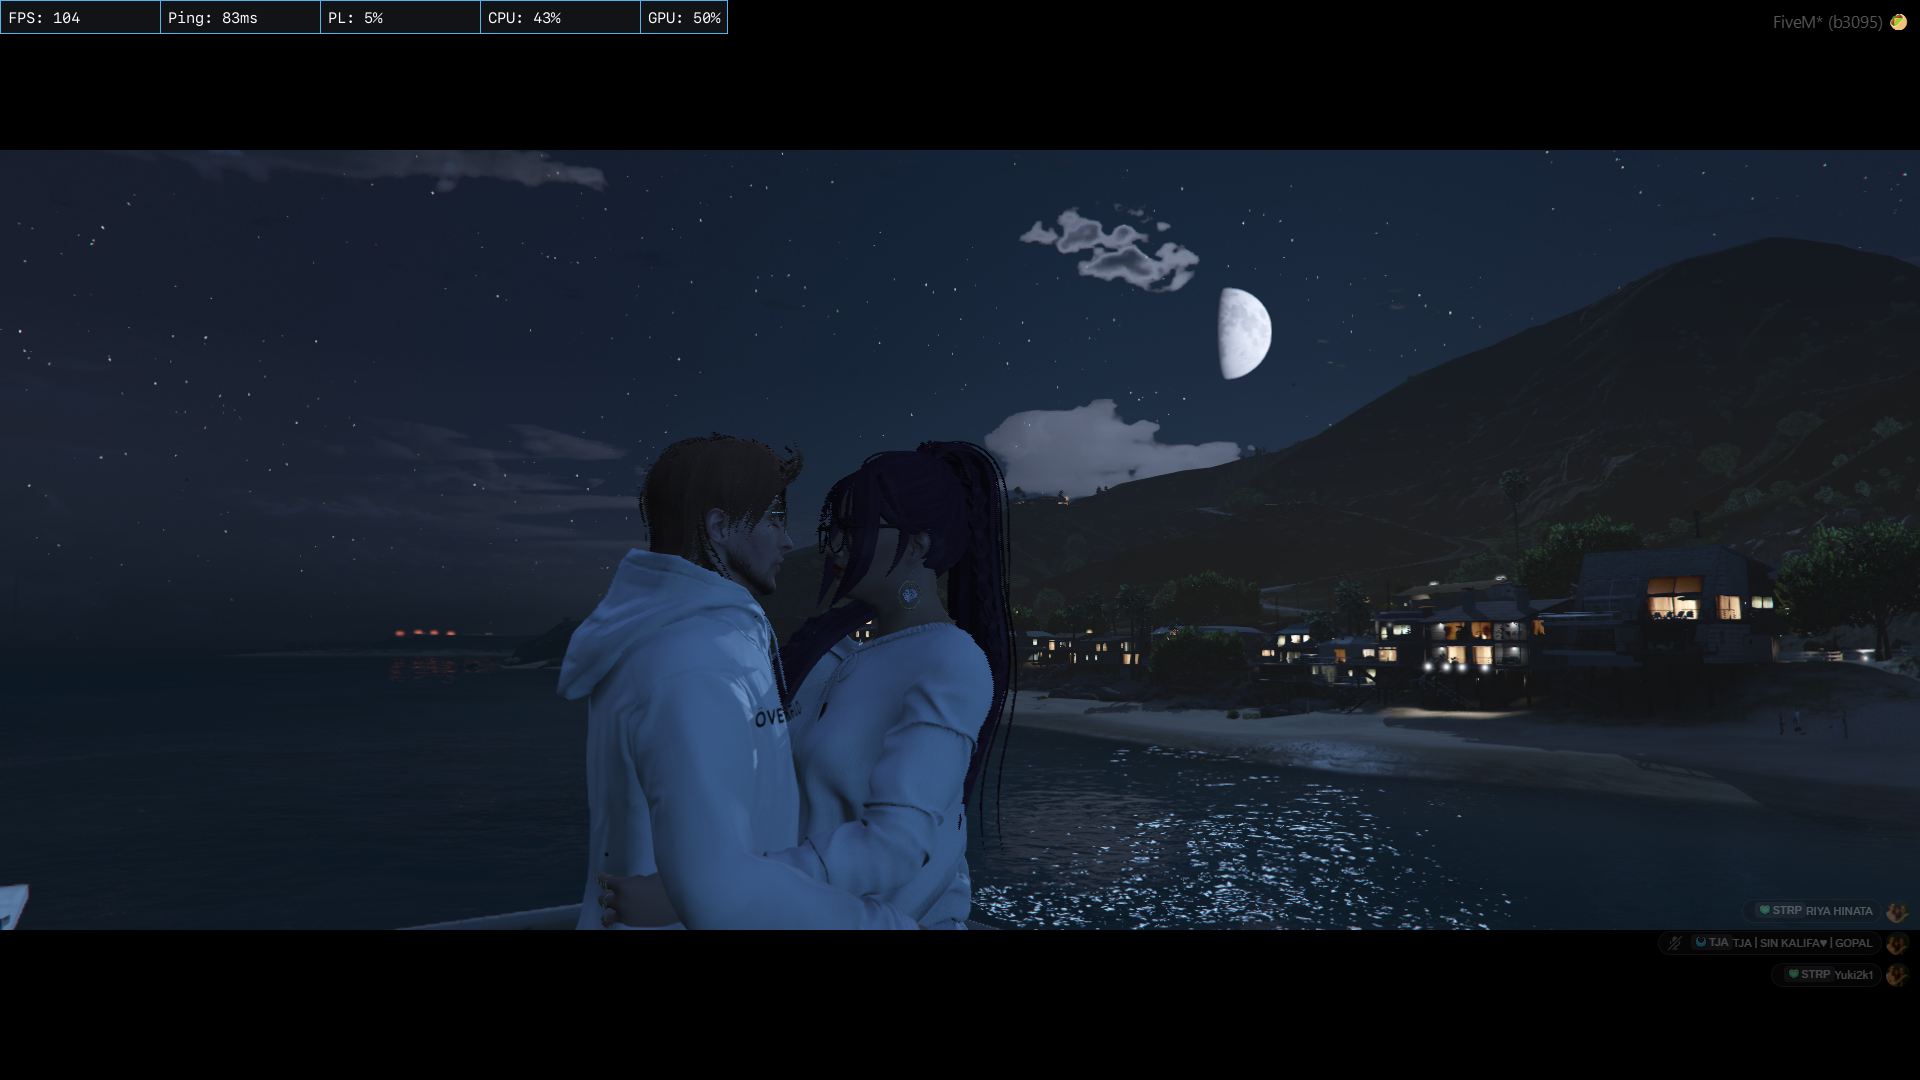 FPS: 104 Ping: 83ms PL: 5% CPU: 43% GPU: 50%
FiveM* (b3095)
STRP RIYA HINATA
TJA TJA | SIN KALIFA♥ | GOPAL
STRP Yuki2k1